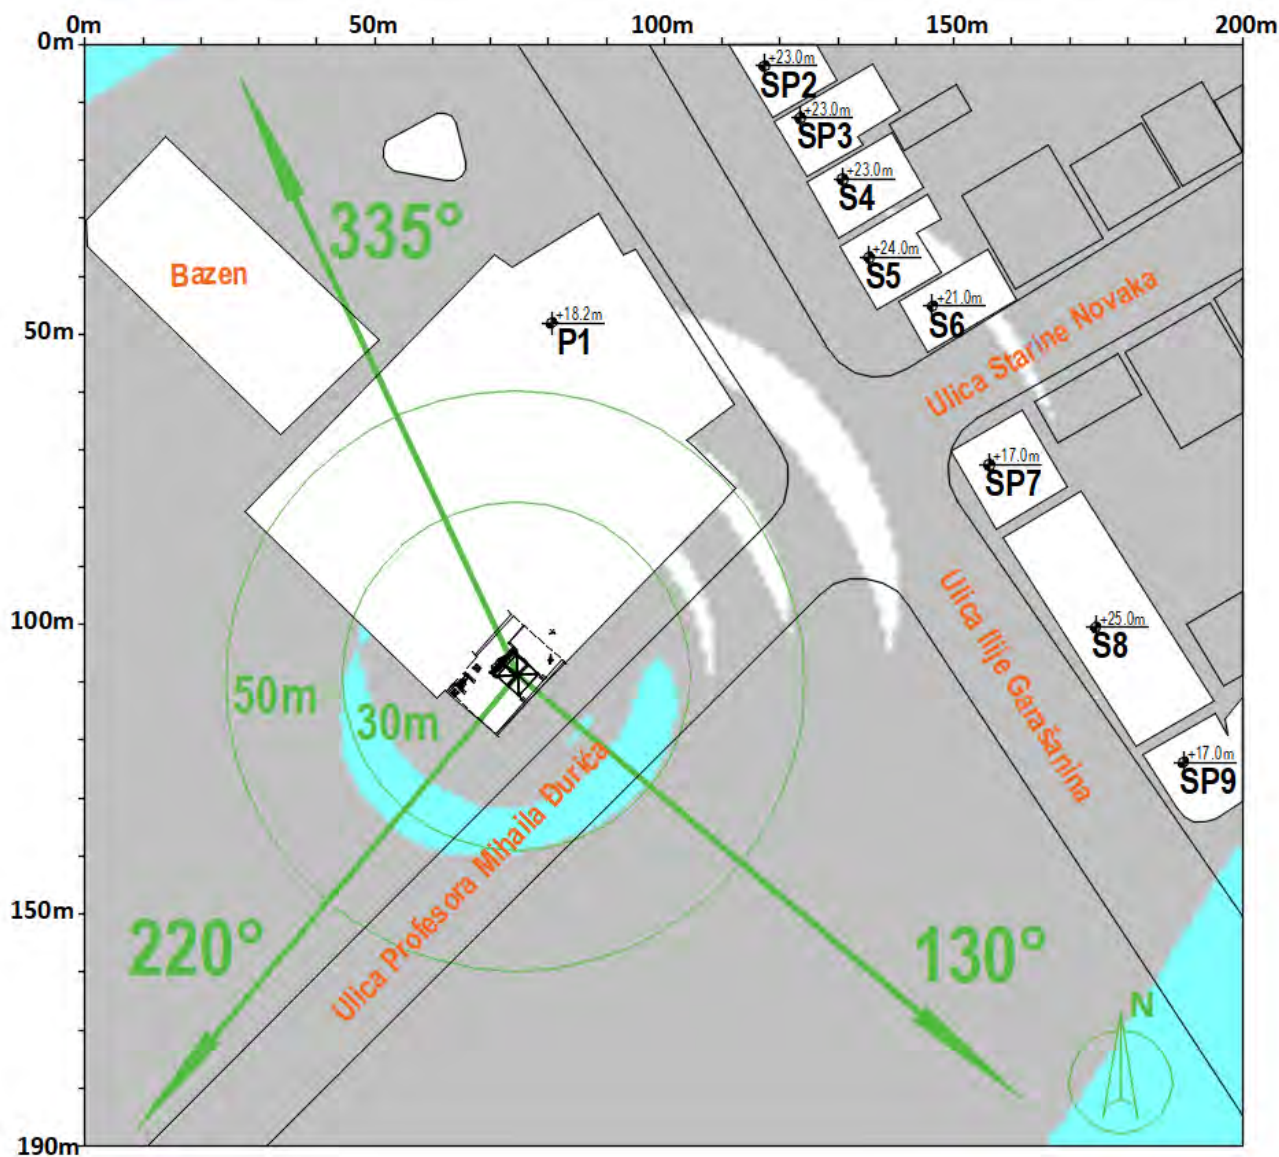 0m
50m
100m
150m
200m
0m
50m
100m
150m
190m
+23.0m
SP2
+23.0m
SP3
+23.0m
S4
+24.0m
S5
+21.0m
S6
335°
Bazen
+18.2m
P1
Ulica Starine Novaka
+17.0m
SP7
+25.0m
S8
Ulica Ilije Garašanina
+17.0m
SP9
50m
30m
Ulica Profesora Mihaila Đurića
220°
130°
N